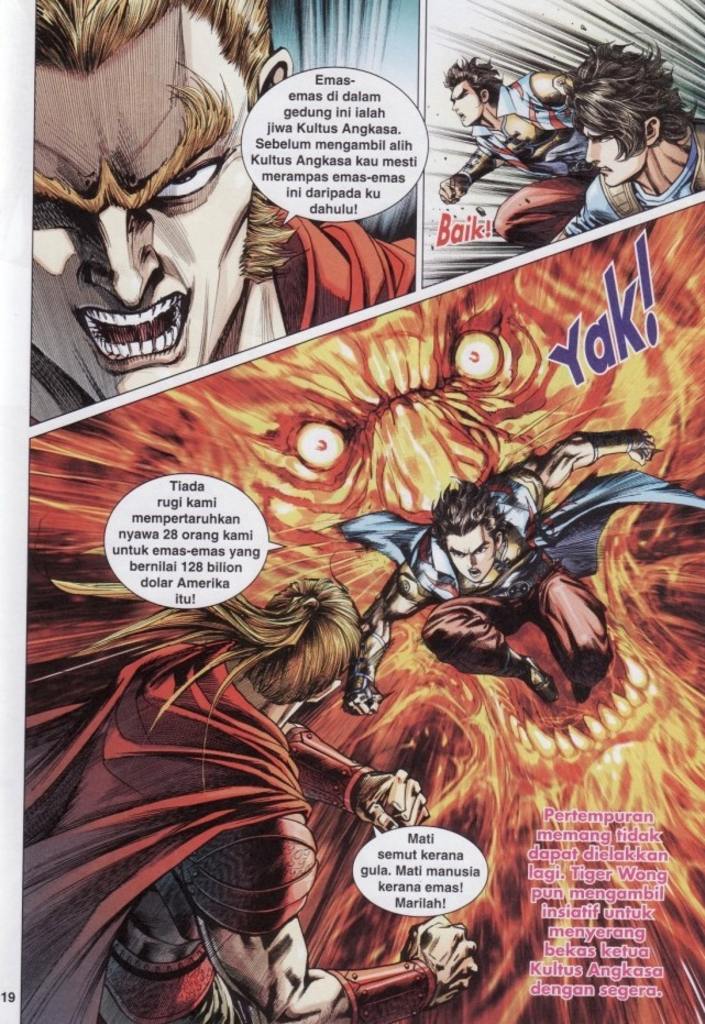 Emas-
emas di dalam
gedung ini ialah
jiwa Kultus Angkasa.
Sebelum mengambil alih
Kultus Angkasa kau mesti
merampas emas-emas
ini daripada ku
dahulu!
Baik!
Yak!
Tiada
rugi kami
mempertaruhkan
nyawa 28 orang kami
untuk emas-emas yang
bernilai 128 bilion
dolar Amerika
itu!
Mati
semut kerana
gula. Mati manusia
kerana emas!
Marilah!
Pertempuran
memang tidak
dapat dielakkan
lagi. Tiger Wong
pun mengambil
insiatif untuk
menyerang
bekas ketua
Kultus Angkasa
dengan segera.
19